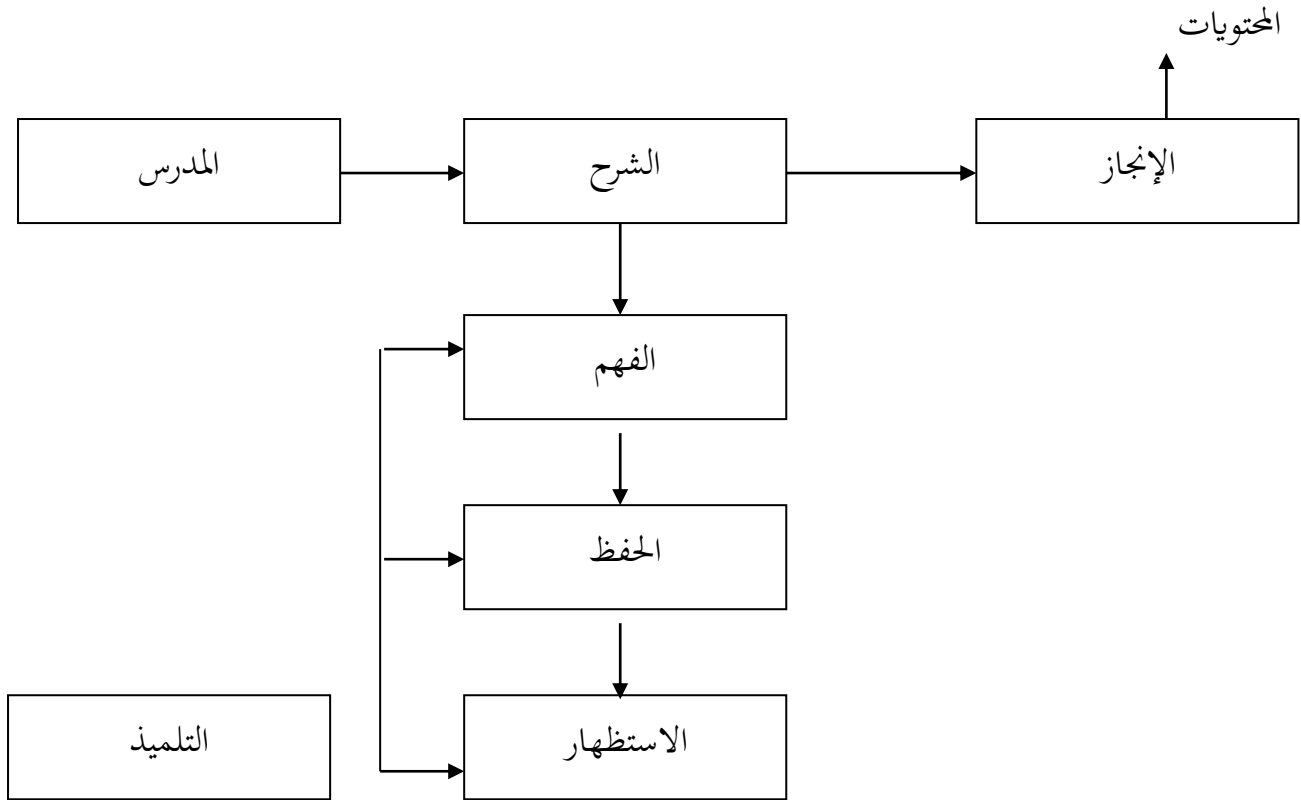 المحتويات
المدرس
الشرح
الإنجاز
الفهم
الحفظ
التلميذ
الاستظهار